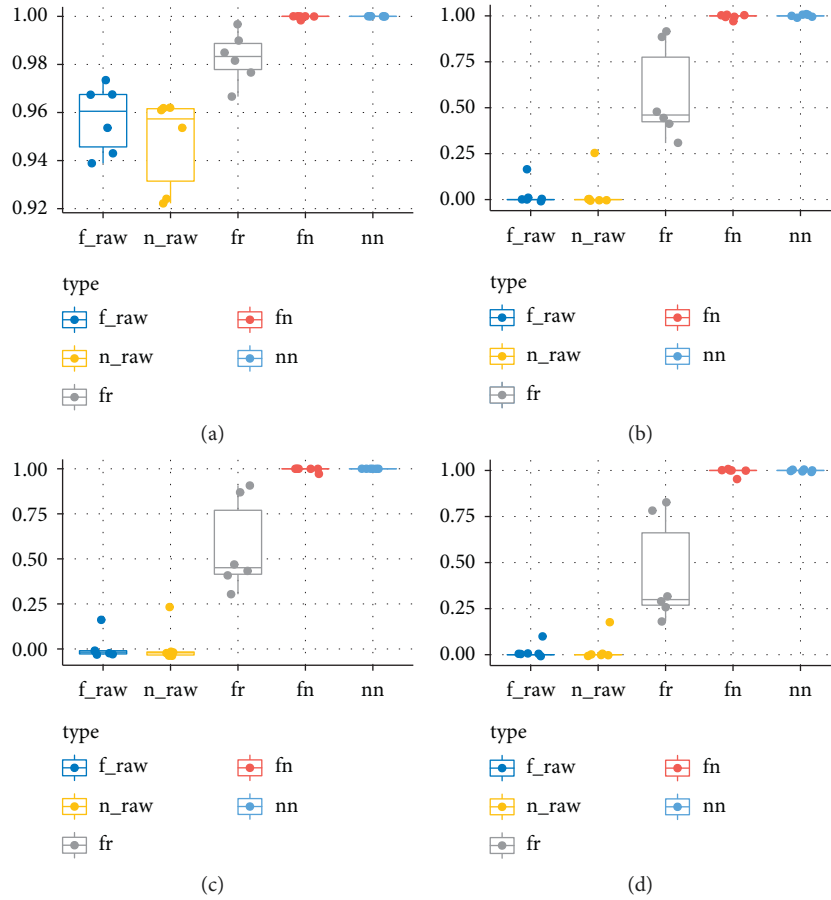 1.00
0.98
0.96
0.94
0.92
f_raw n_raw fr fn nn
type
f_raw fn
n_raw nn
fr
(a)
1.00
0.75
0.50
0.25
0.00
f_raw n_raw fr fn nn
type
f_raw fn
n_raw nn
fr
(b)
1.00
0.75
0.50
0.25
0.00
f_raw n_raw fr fn nn
type
f_raw fn
n_raw nn
fr
(c)
1.00
0.75
0.50
0.25
0.00
f_raw n_raw fr fn nn
type
f_raw fn
n_raw nn
fr
(d)